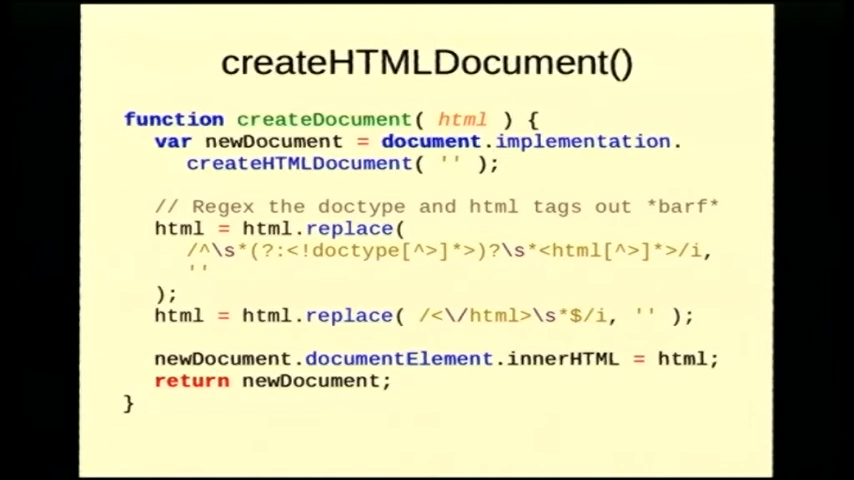 createHTMLDocument()
function createDocument( html ) {
var newDocument = document.implementation.
createHTMLDocument( '' );
// Regex the doctype and html tags out *barf*
html = html.replace(
/^\s*(?:<!doctype[^>]*>)?\s*<html[^>]*>/i,
''
);
html = html.replace( /<\/html>\s*$/i, '' );
newDocument.documentElement.innerHTML = html;
return newDocument;
}